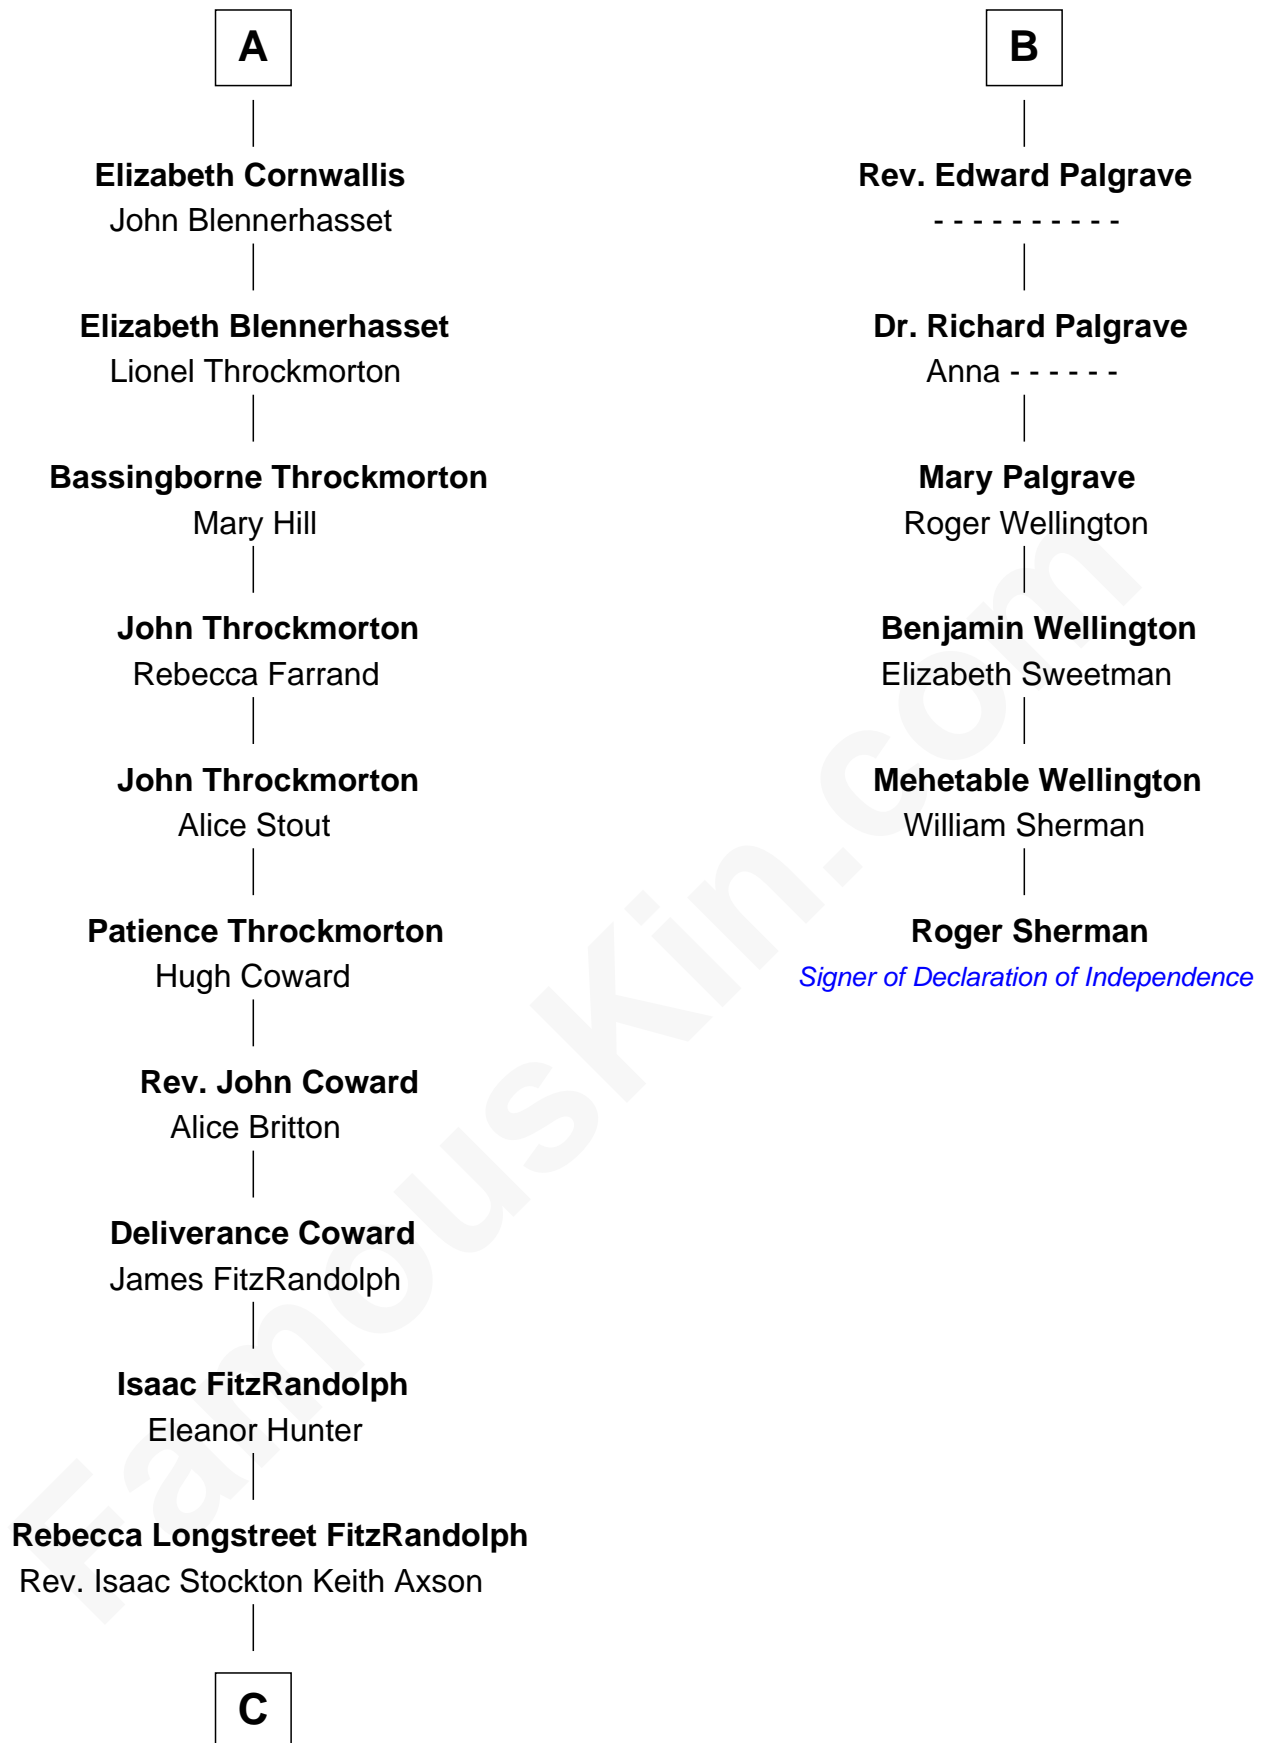 A
Elizabeth Cornwallis
John Blennerhasset
Elizabeth Blennerhasset
Lionel Throckmorton
Bassingborne Throckmorton
Mary Hill
John Throckmorton
Rebecca Farrand
John Throckmorton
Alice Stout
Patience Throckmorton
Hugh Coward
Rev. John Coward
Alice Britton
Deliverance Coward
James FitzRandolph
Isaac FitzRandolph
Eleanor Hunter
Rebecca Longstreet FitzRandolph
Rev. Isaac Stockton Keith Axson
C
B
Rev. Edward Palgrave
- - - - - - - - - -
Dr. Richard Palgrave
Anna - - - - - -
Mary Palgrave
Roger Wellington
Benjamin Wellington
Elizabeth Sweetman
Mehetable Wellington
William Sherman
Roger Sherman
Signer of Declaration of Independence
FamousKin.com